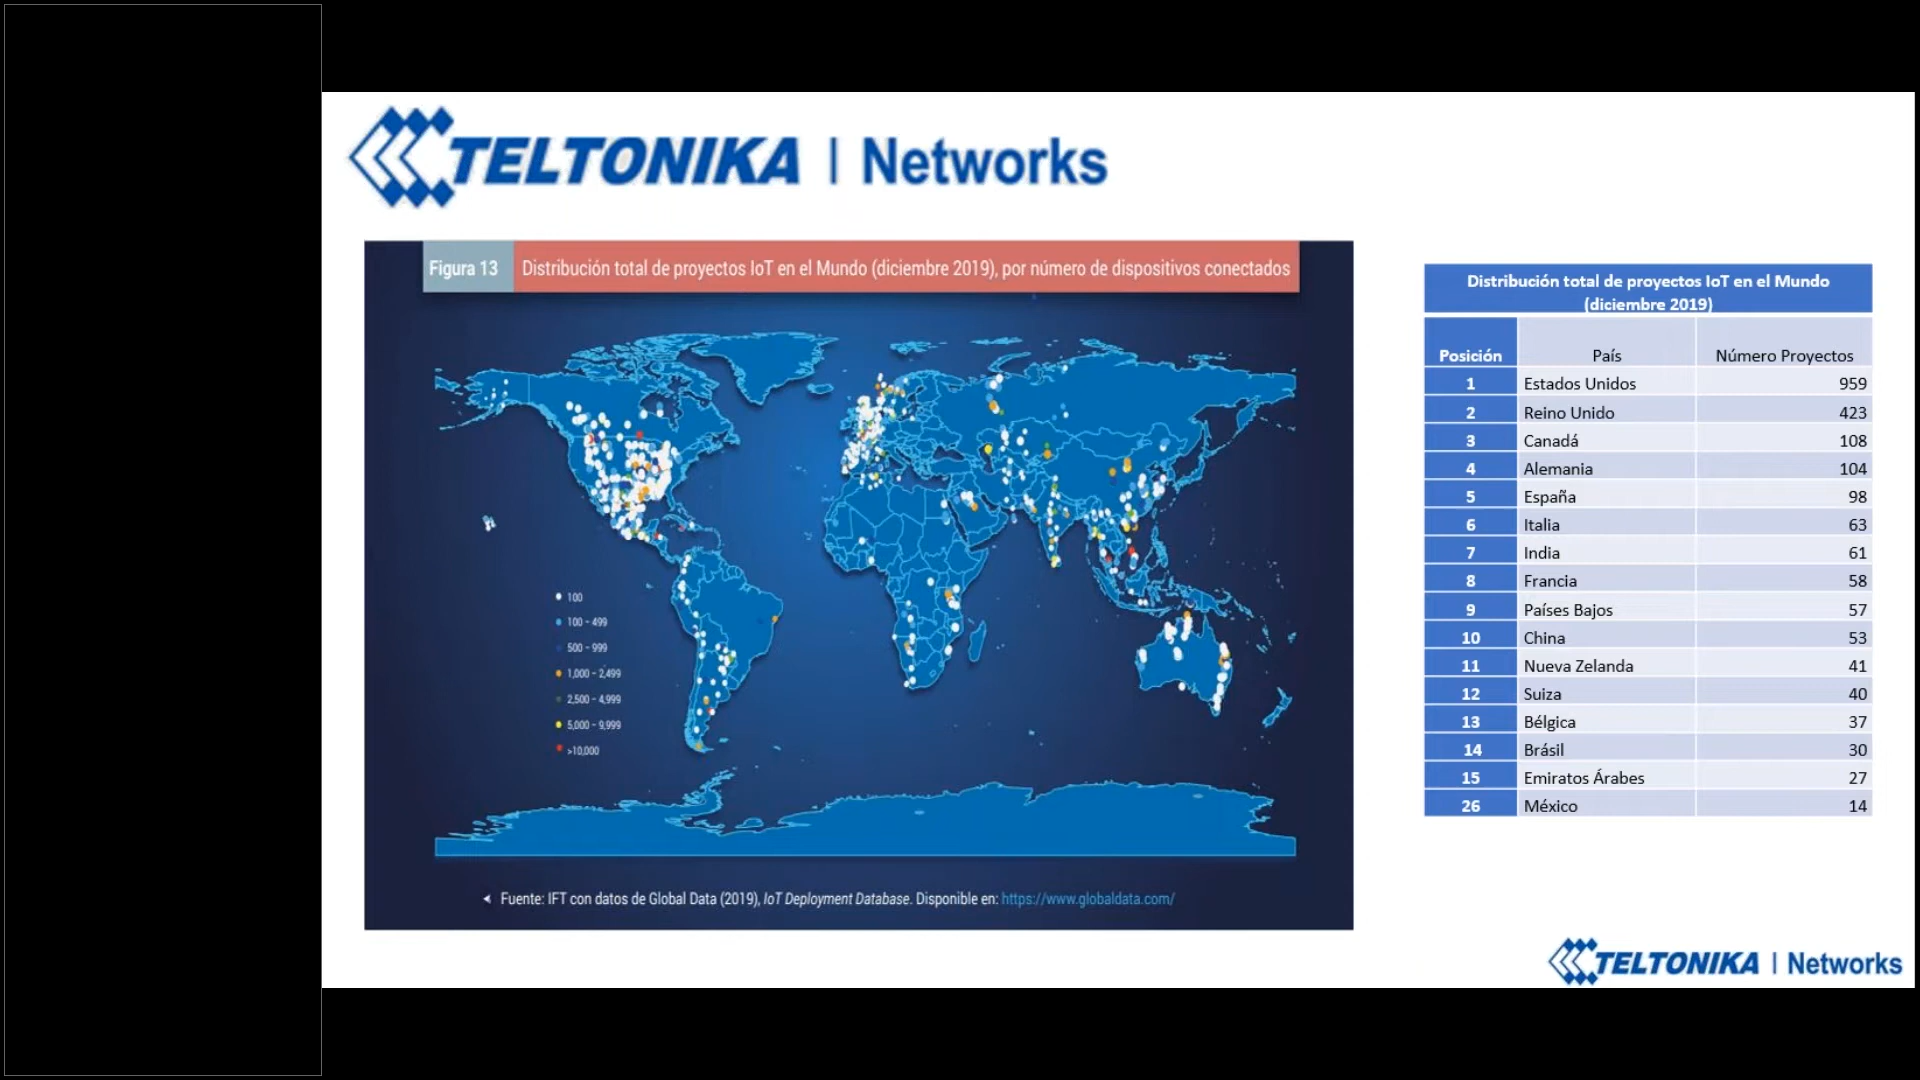 TELTONIKA | Networks
Figura 13 Distribución total de proyectos IoT en el Mundo (diciembre 2019), por número de dispositivos conectados
100
100 - 499
500 - 999
1,000 - 2,499
2,500 - 4,999
5,000 - 9,999
>10,000
Fuente: IFT con datos de Global Data (2019), IoT Deployment Database. Disponible en: https://www.globaldata.com/
Distribución total de proyectos IoT en el Mundo
(diciembre 2019)
Posición País Número Proyectos
1 Estados Unidos 959
2 Reino Unido 423
3 Canadá 108
4 Alemania 104
5 España 98
6 Italia 63
7 India 61
8 Francia 58
9 Países Bajos 57
10 China 53
11 Nueva Zelanda 41
12 Suiza 40
13 Bélgica 37
14 Brásil 30
15 Emiratos Árabes 27
26 México 14
TELTONIKA | Networks